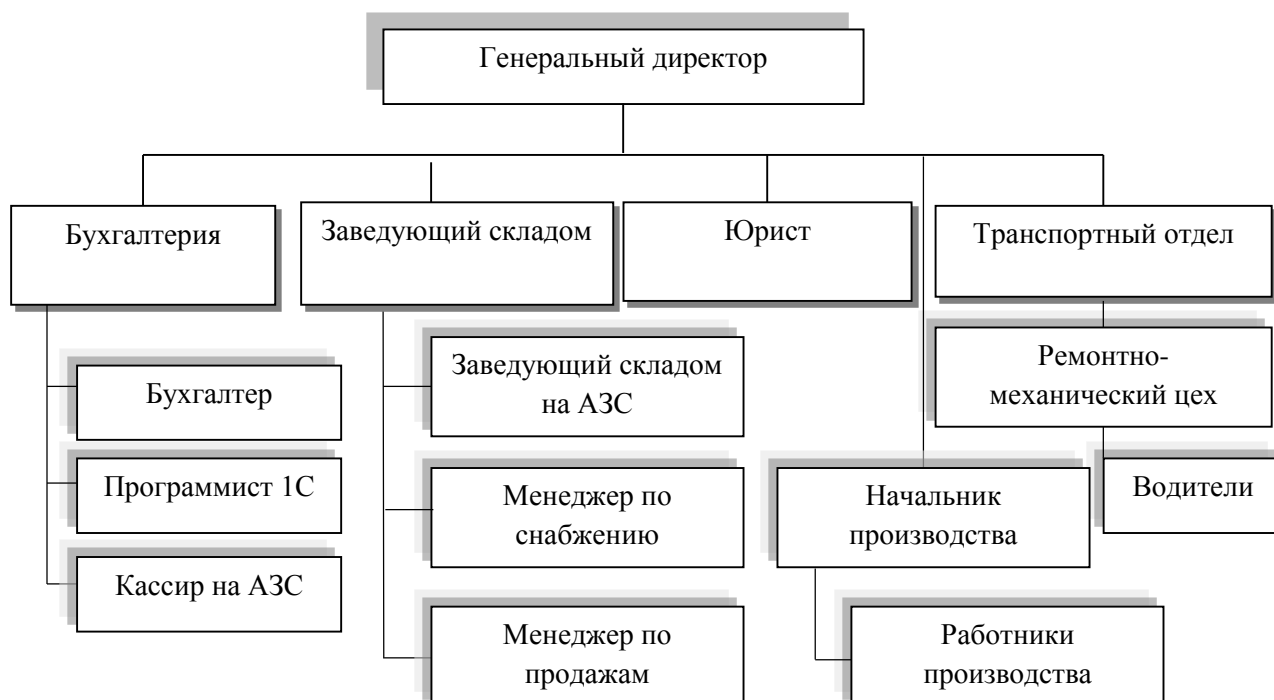 Генеральный директор
Бухгалтерия
Заведующий складом
Юрист
Транспортный отдел
Бухгалтер
Программист 1С
Кассир на АЗС
Заведующий складом
на АЗС
Менеджер по
снабжению
Менеджер по
продажам
Начальник
производства
Работники
производства
Ремонтно-
механический цех
Водители